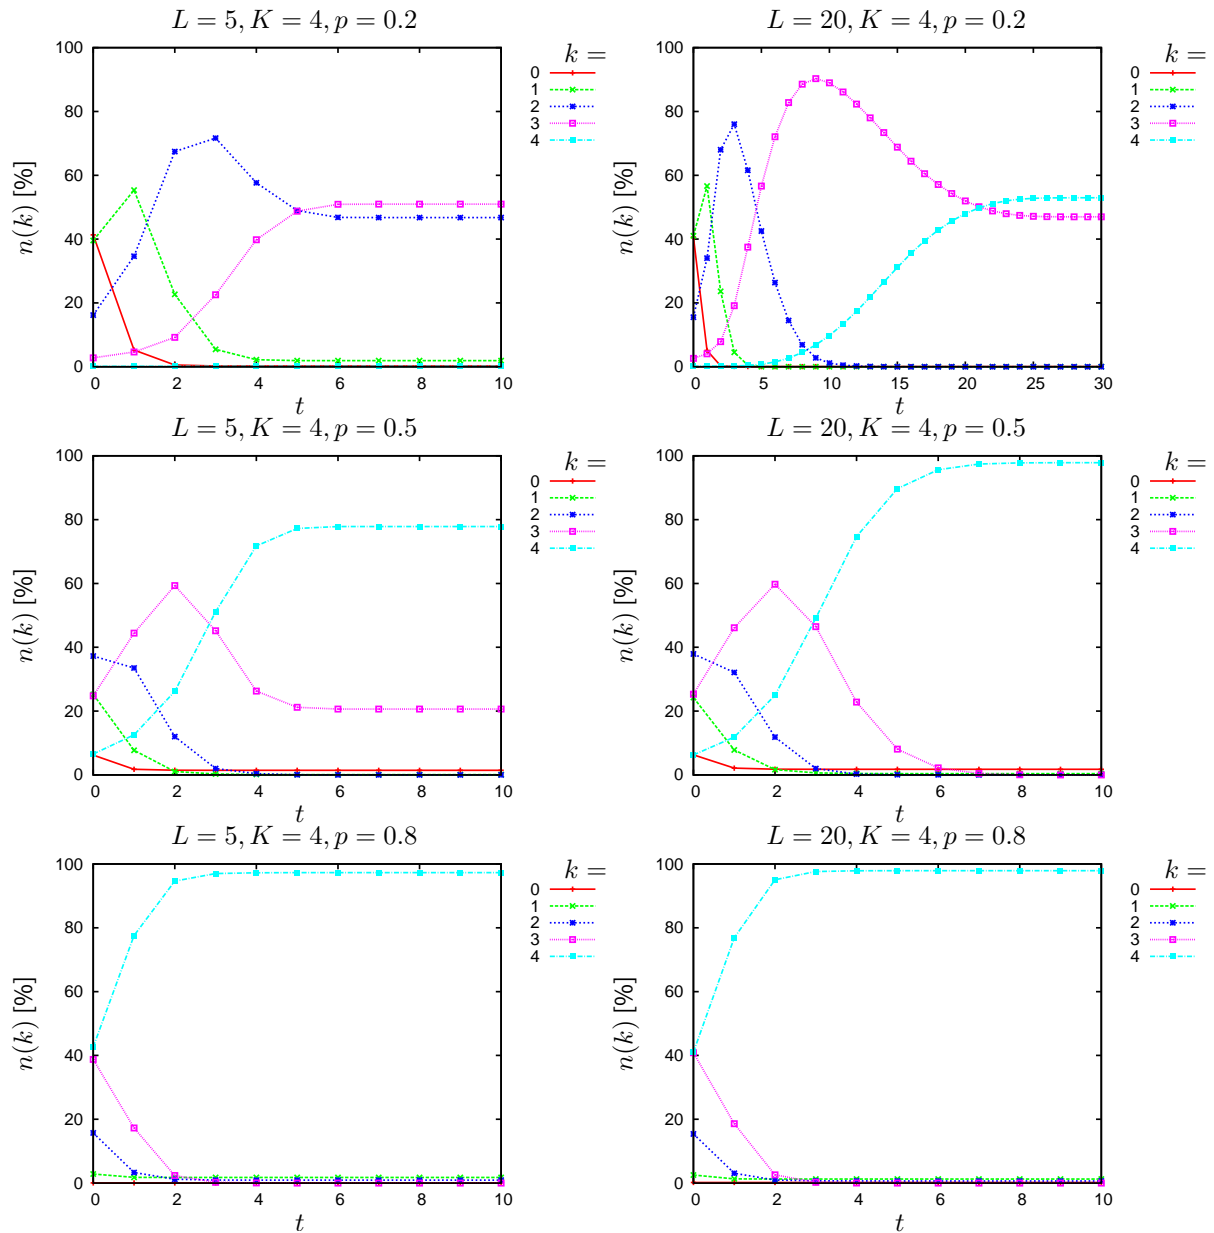 L = 5, K = 4, p = 0.2
n(k) [%]
100
80
60
40
20
0
0 2 4 6 8 10
t
k =
0
1
2
3
4
L = 20, K = 4, p = 0.2
n(k) [%]
100
80
60
40
20
0
0 5 10 15 20 25 30
t
k =
0
1
2
3
4
L = 5, K = 4, p = 0.5
n(k) [%]
100
80
60
40
20
0
0 2 4 6 8 10
t
k =
0
1
2
3
4
L = 20, K = 4, p = 0.5
n(k) [%]
100
80
60
40
20
0
0 2 4 6 8 10
t
k =
0
1
2
3
4
L = 5, K = 4, p = 0.8
n(k) [%]
100
80
60
40
20
0
0 2 4 6 8 10
t
k =
0
1
2
3
4
L = 20, K = 4, p = 0.8
n(k) [%]
100
80
60
40
20
0
0 2 4 6 8 10
t
k =
0
1
2
3
4